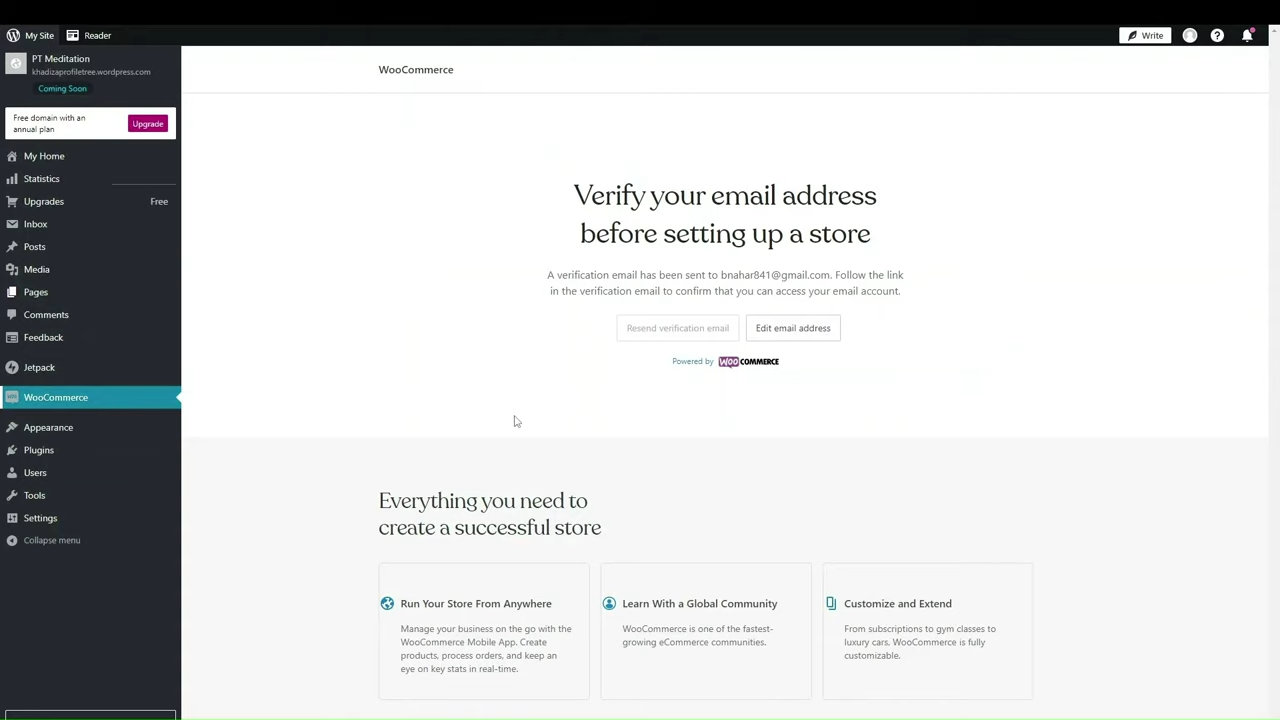 My Site
Reader
Write
PT Meditation
khadizaprofiletree.wordpress.com
Coming Soon
Free domain with an
annual plan
Upgrade
My Home
Statistics
Upgrades
Free
Inbox
Posts
Media
Pages
Comments
Feedback
Jetpack
WooCommerce
Appearance
Plugins
Users
Tools
Settings
Collapse menu
WooCommerce
Verify your email address
before setting up a store
A verification email has been sent to bnahar841@gmail.com. Follow the link
in the verification email to confirm that you can access your email account.
Resend verification email
Edit email address
Powered by WOO COMMERCE
Everything you need to
create a successful store
Run Your Store From Anywhere
Manage your business on the go with the
WooCommerce Mobile App. Create
products, process orders, and keep an
eye on key stats in real-time.
Learn With a Global Community
WooCommerce is one of the fastest-
growing eCommerce communities.
Customize and Extend
From subscriptions to gym classes to
luxury cars, WooCommerce is fully
customizable.